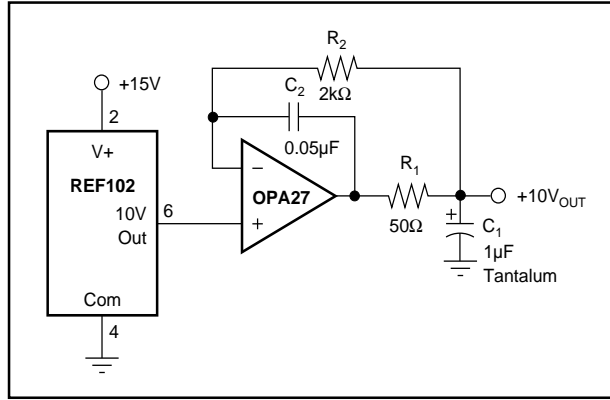 R2
+15V
C2
2kΩ
2
0.05µF
V+
REF102
R1
–
OPA27
10V
Out
6
+
+10VOUT
50Ω
+
C1
1µF
Tantalum
Com
4